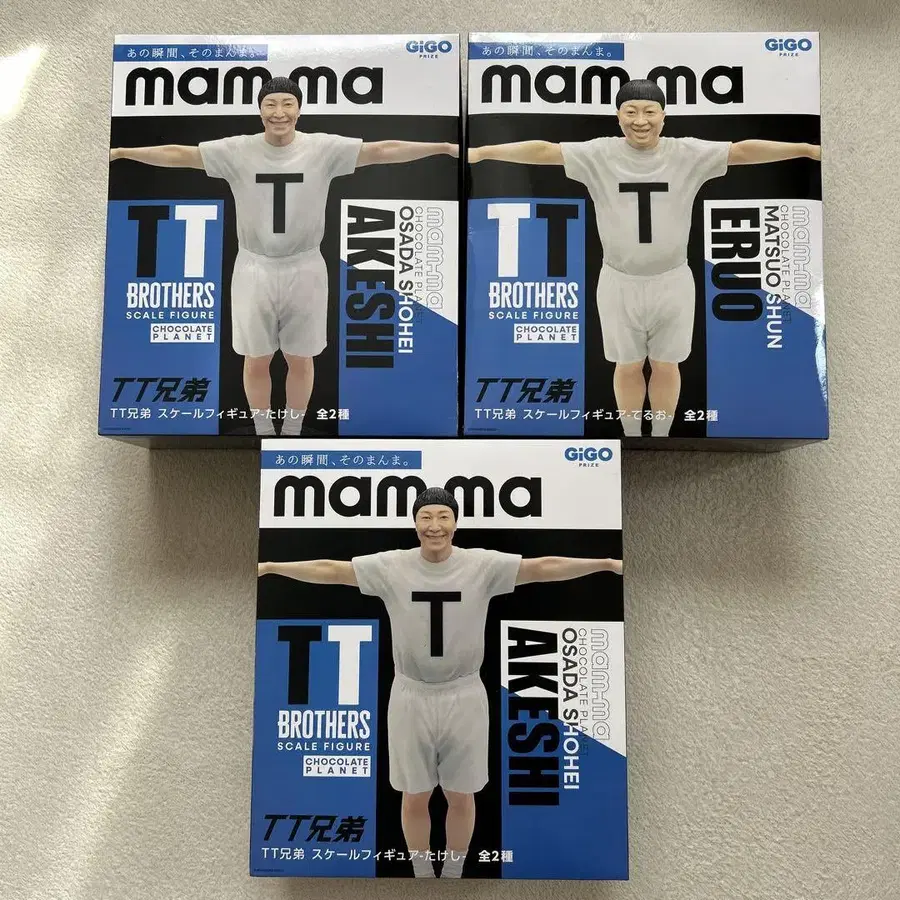 あの瞬間、そのまんま。
GiGO
PRIZE
mam-ma
T
TT
BROTHERS
SCALE FIGURE
CHOCOLATE
PLANET
mam-ma
CHOCOLATE PLANET
OSADA SHOHEI
AKESHI
TT兄弟
TT兄弟 スケールフィギュア-たけし- 全2種
あの瞬間、そのまんま。
GiGO
PRIZE
mam-ma
T
TT
BROTHERS
SCALE FIGURE
CHOCOLATE
PLANET
mam-ma
CHOCOLATE PLANET
MATSUO SHUN
ERUO
TT兄弟
TT兄弟 スケールフィギュア-てるお- 全2種
あの瞬間、そのまんま。
GiGO
PRIZE
mam-ma
T
TT
BROTHERS
SCALE FIGURE
CHOCOLATE
PLANET
mam-ma
CHOCOLATE PLANET
OSADA SHOHEI
AKESHI
TT兄弟
TT兄弟 スケールフィギュア-たけし- 全2種